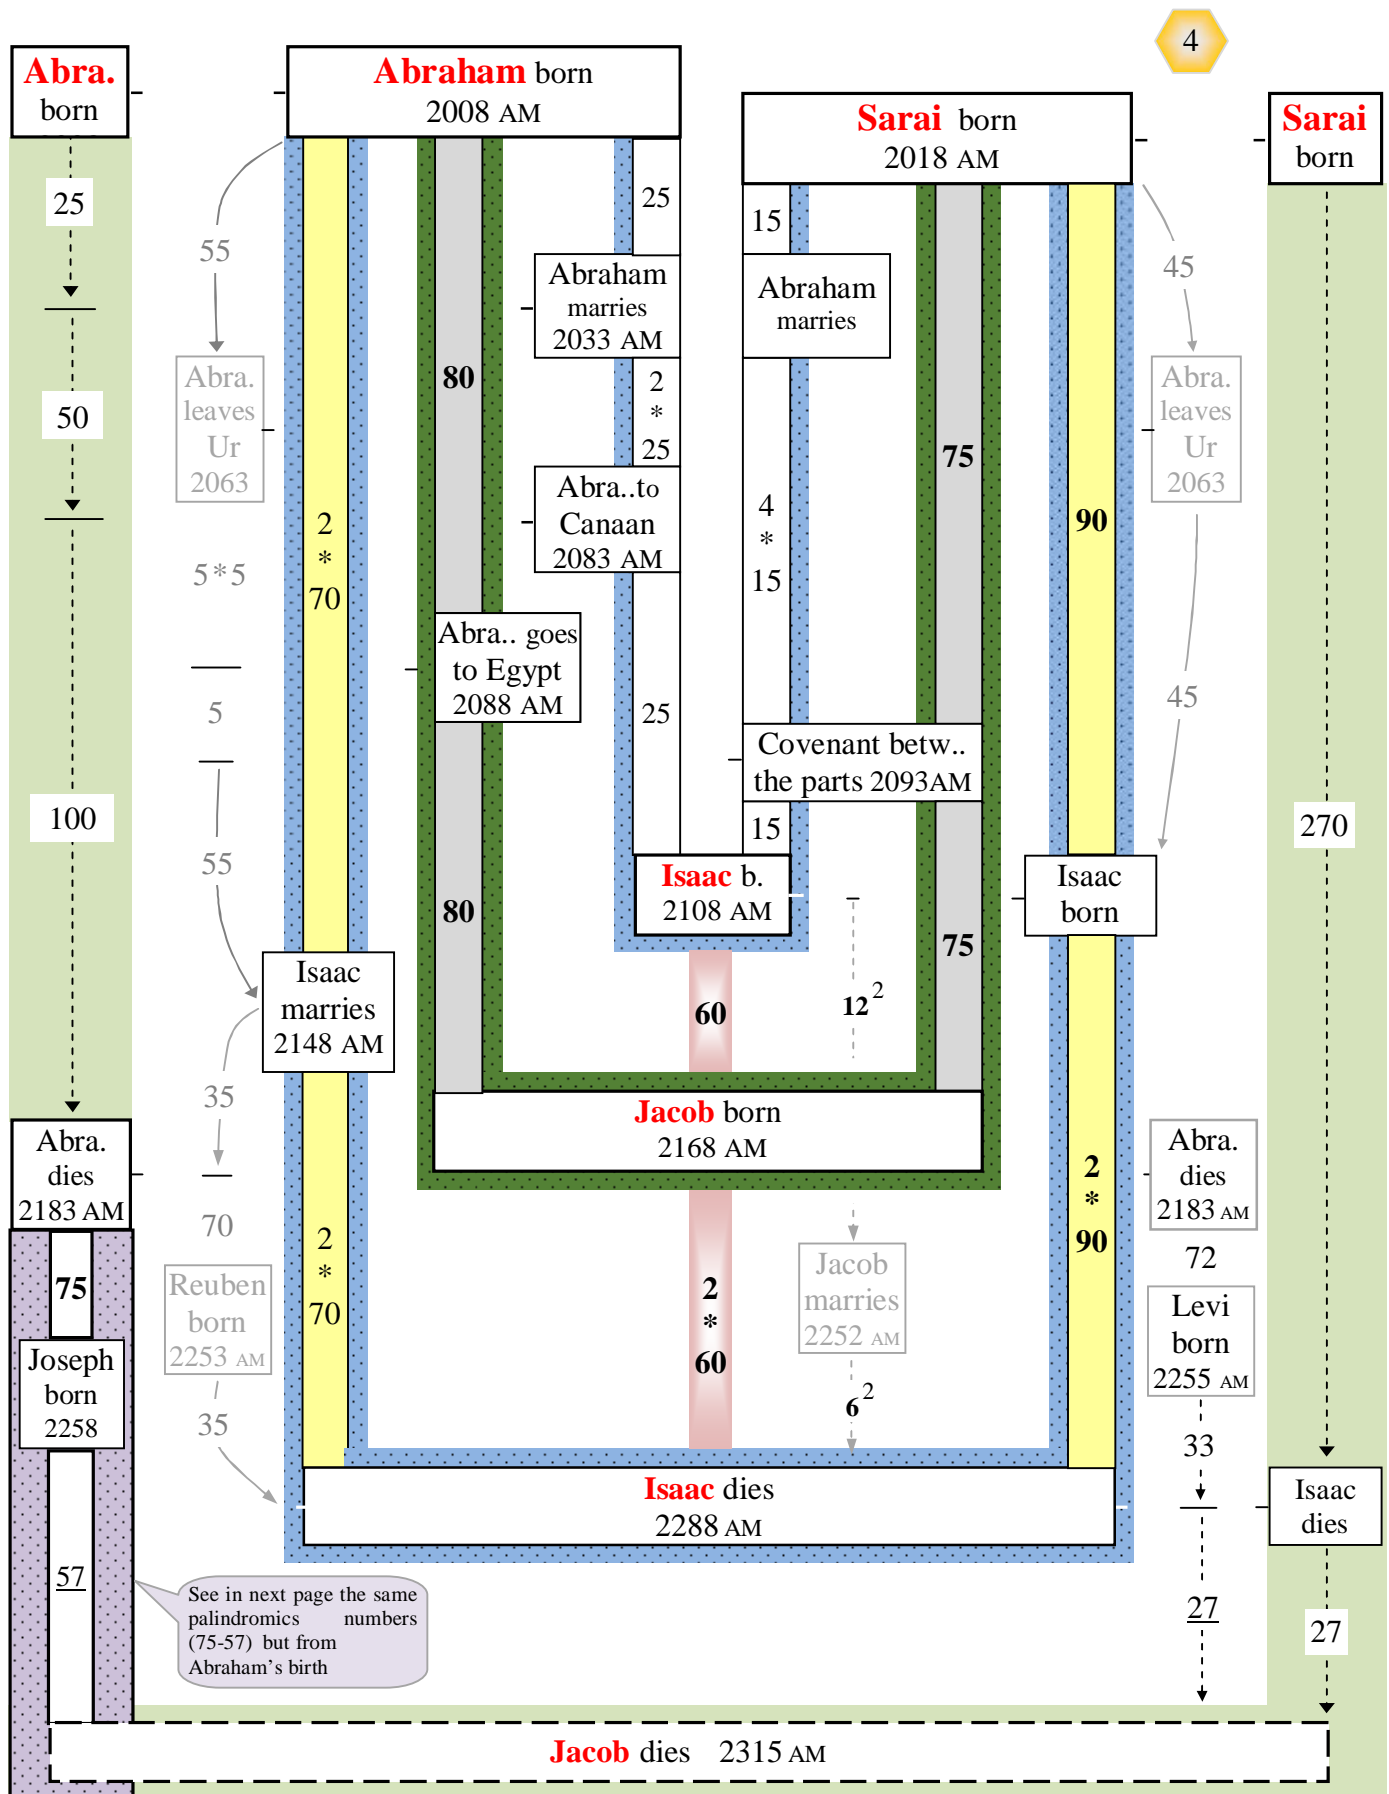 4
Abra.
born
Abraham born
2008 AM
Sarai born
2018 AM
Sarai
born
25
50
100
Abra.
dies
2183 AM
75
Joseph
born
2258
57
55
Abra.
leaves
Ur
2063
5*5
5
55
35
70
Reuben
born
2253 AM
35
2
*
70
Isaac
marries
2148 AM
2
*
70
80
Abra.. goes
to Egypt
2088 AM
80
25
Abraham
marries
2033 AM
2
*
25
Abra..to
Canaan
2083 AM
25
15
Abraham
marries
4
*
15
Covenant betw..
the parts 2093AM
15
Isaac b.
2108 AM
60
12²
75
75
Jacob born
2168 AM
2
*
60
Jacob
marries
2252 AM
6²
90
Isaac
born
2
*
90
Isaac dies
2288 AM
45
Abra.
leaves
Ur
2063
45
Abra.
dies
2183 AM
72
Levi
born
2255 AM
33
27
270
Isaac
dies
27
See in next page the same
palindromics numbers
(75-57) but from
Abraham’s birth
Jacob dies 2315 AM